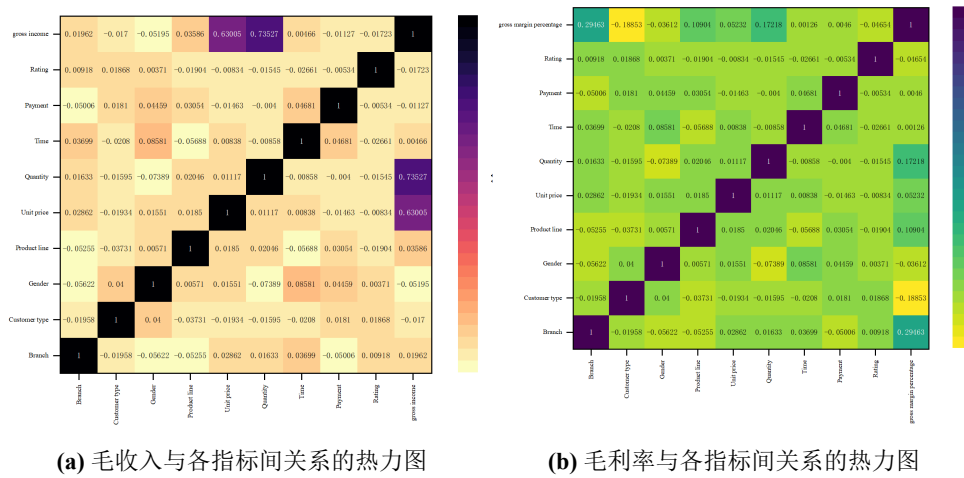 gross income 0.01962 −0.017 −0.05195 0.03586 0.63005 0.73527 0.00466 −0.01127 −0.01723 1
Rating 0.00918 0.01868 0.00371 −0.01904 −0.00834 −0.01545 −0.02661 −0.00534 1 −0.01723
Payment −0.05006 0.0181 0.04459 0.03054 −0.01463 −0.004 0.04681 1 −0.00534 −0.01127
Time 0.03699 −0.0208 0.08581 −0.05688 0.00838 −0.00858 1 0.04681 −0.02661 0.00466
Quantity 0.01633 −0.01595 −0.07389 0.02046 0.01117 1 −0.00858 −0.004 −0.01545 0.73527
Unit price 0.02862 −0.01934 0.01551 0.0185 1 0.01117 0.00838 −0.01463 −0.00834 0.63005
Product line −0.05255 −0.03731 0.00571 1 0.0185 0.02046 −0.05688 0.03054 −0.01904 0.03586
Gender −0.05622 0.04 1 0.00571 0.01551 −0.07389 0.08581 0.04459 0.00371 −0.05195
Customer type −0.01958 1 0.04 −0.03731 −0.01934 −0.01595 −0.0208 0.0181 0.01868 −0.017
Branch 1 −0.01958 −0.05622 −0.05255 0.02862 0.01633 0.03699 −0.05006 0.00918 0.01962
Branch Customer type Gender Product line Unit price Quantity Time Payment Rating gross income
(a) 毛收入与各指标间关系的热力图
gross margin percentage 0.29463 −0.18853 −0.03612 0.10904 0.05232 0.17218 0.00126 0.0046 −0.04654 1
Rating 0.00918 0.01868 0.00371 −0.01904 −0.00834 −0.01545 −0.02661 −0.00534 1 −0.04654
Payment −0.05006 0.0181 0.04459 0.03054 −0.01463 −0.004 0.04681 1 −0.00534 0.0046
Time 0.03699 −0.0208 0.08581 −0.05688 0.00838 −0.00858 1 0.04681 −0.02661 0.00126
Quantity 0.01633 −0.01595 −0.07389 0.02046 0.01117 1 −0.00858 −0.004 −0.01545 0.17218
Unit price 0.02862 −0.01934 0.01551 0.0185 1 0.01117 0.00838 −0.01463 −0.00834 0.05232
Product line −0.05255 −0.03731 0.00571 1 0.0185 0.02046 −0.05688 0.03054 −0.01904 0.10904
Gender −0.05622 0.04 1 0.00571 0.01551 −0.07389 0.08581 0.04459 0.00371 −0.03612
Customer type −0.01958 1 0.04 −0.03731 −0.01934 −0.01595 −0.0208 0.0181 0.01868 −0.18853
Branch 1 −0.01958 −0.05622 −0.05255 0.02862 0.01633 0.03699 −0.05006 0.00918 0.29463
Branch Customer type Gender Product line Unit price Quantity Time Payment Rating gross margin percentage
(b) 毛利率与各指标间关系的热力图